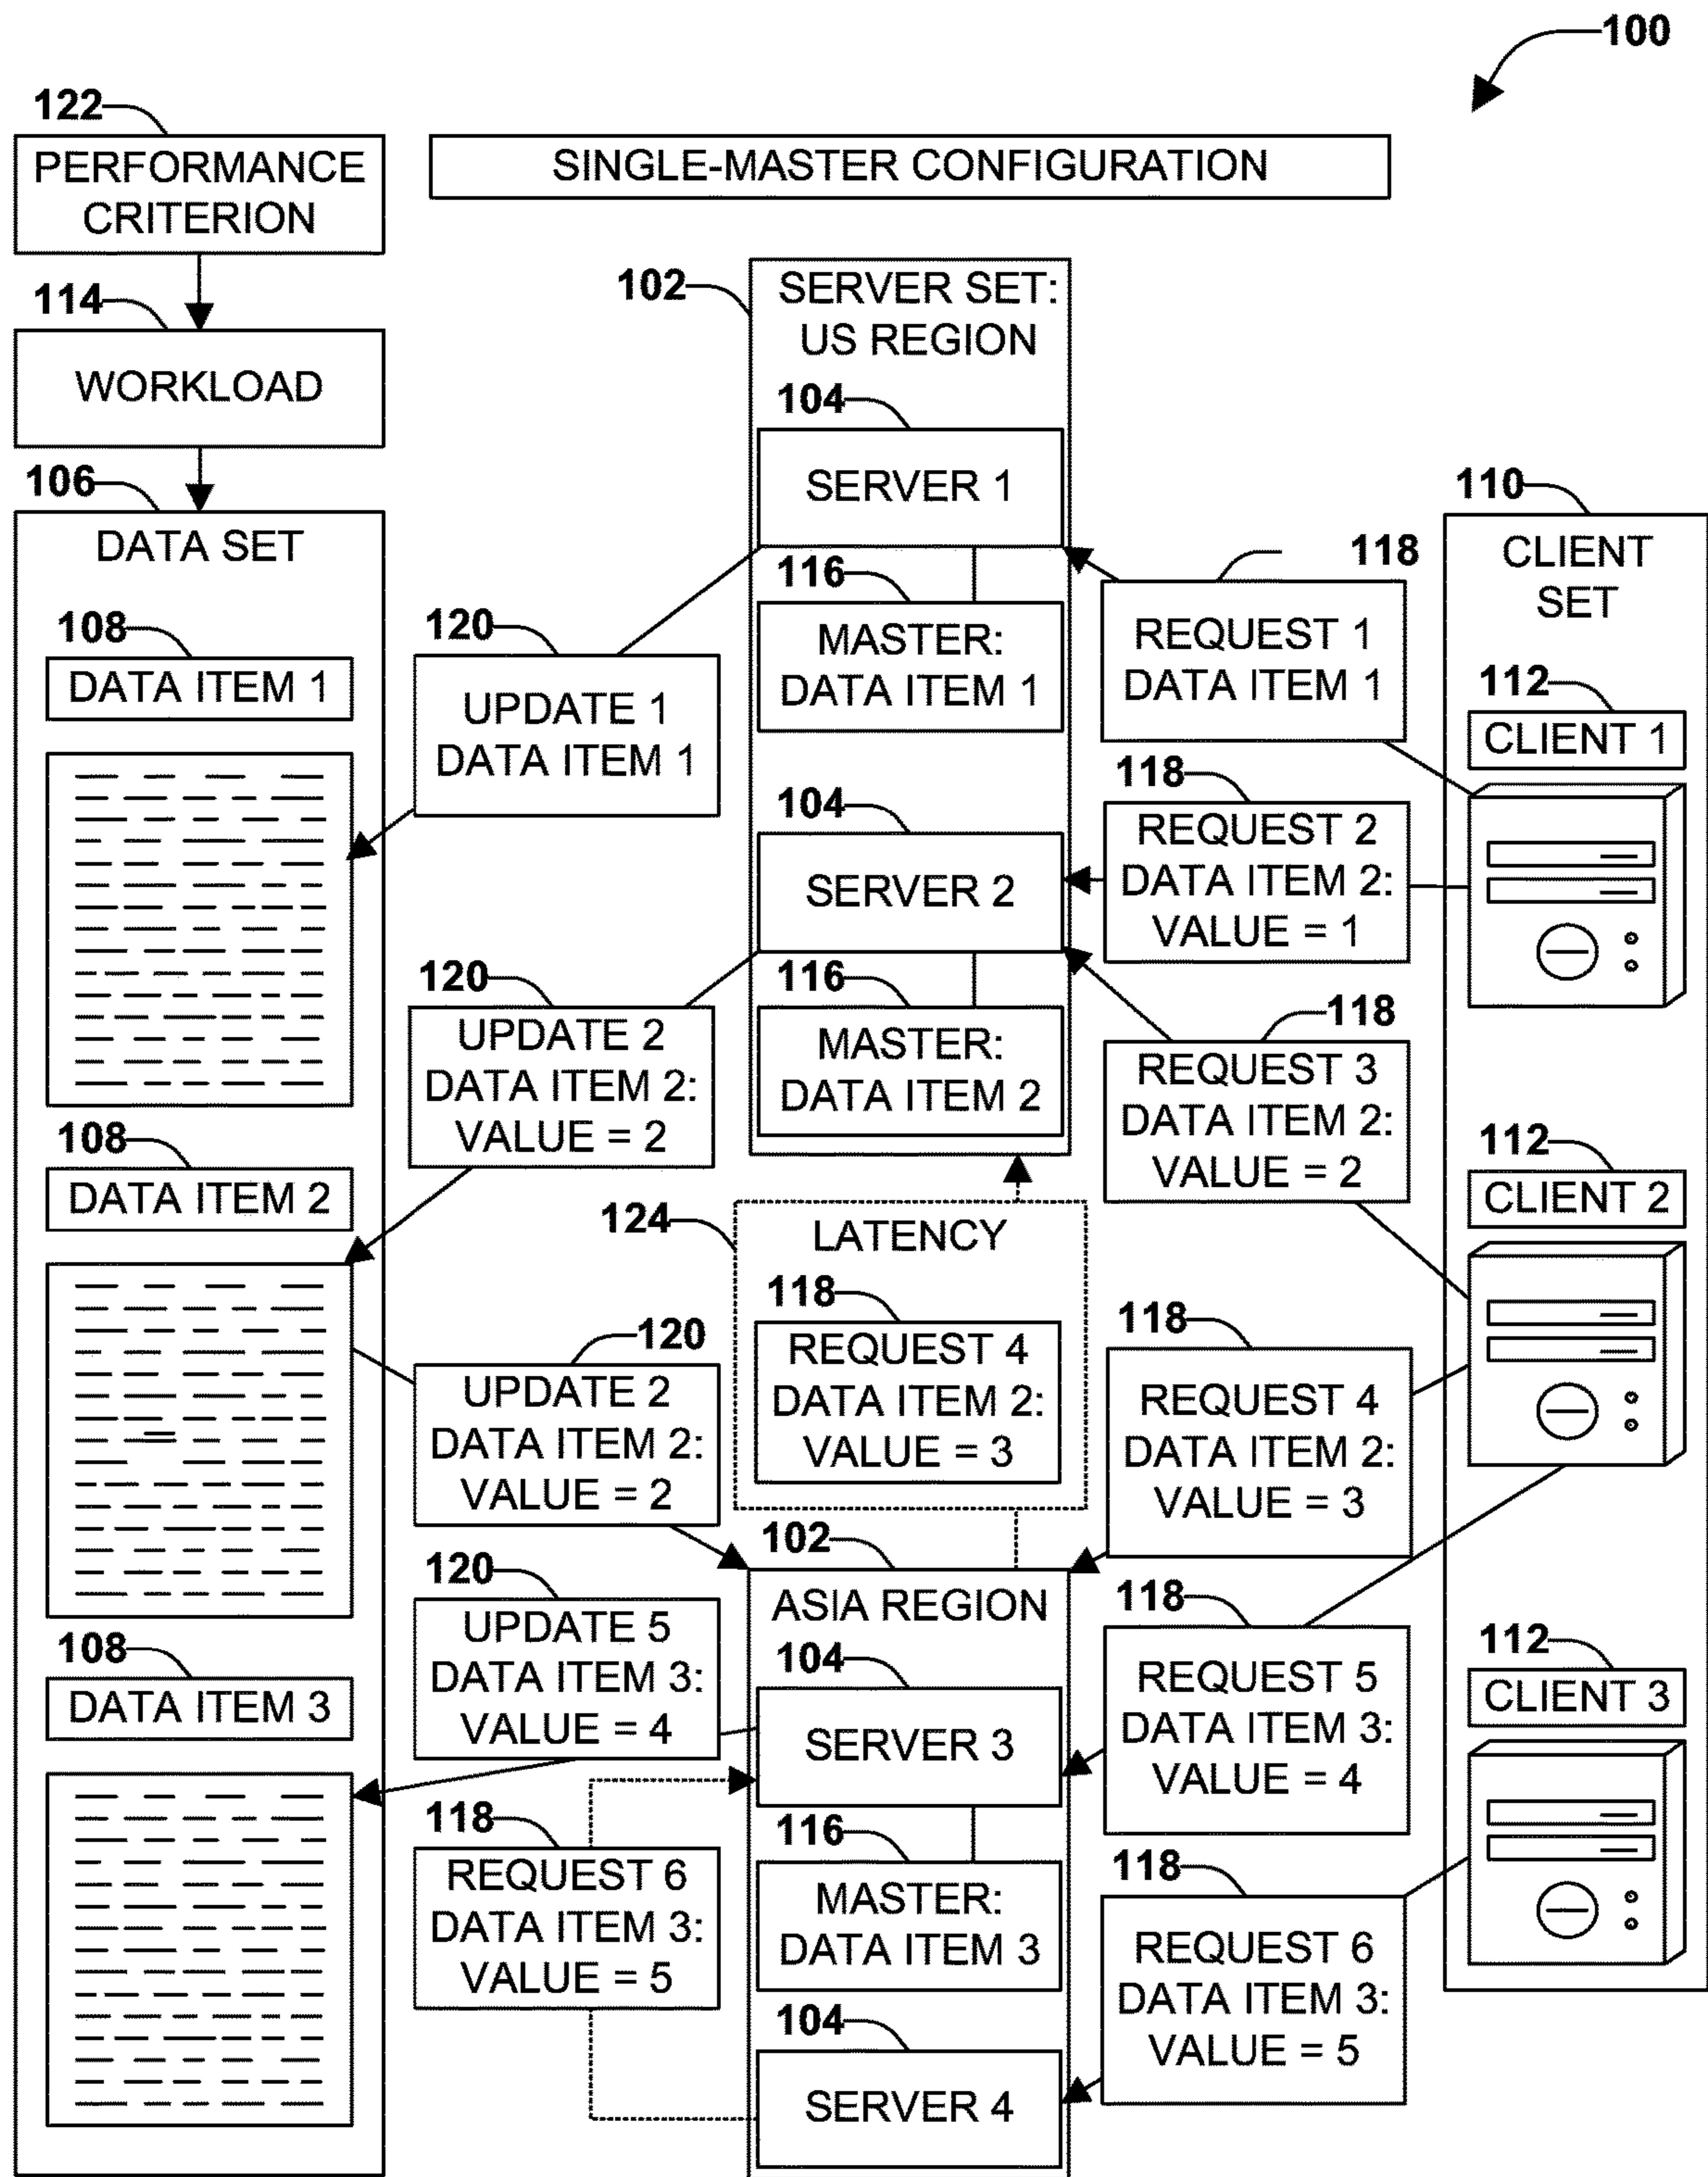 100
122
PERFORMANCE
CRITERION
SINGLE-MASTER CONFIGURATION
114
WORKLOAD
106
DATA SET
108
DATA ITEM 1
108
DATA ITEM 2
108
DATA ITEM 3
120
UPDATE 1
DATA ITEM 1
120
UPDATE 2
DATA ITEM 2:
VALUE = 2
120
UPDATE 2
DATA ITEM 2:
VALUE = 2
120
UPDATE 5
DATA ITEM 3:
VALUE = 4
118
REQUEST 6
DATA ITEM 3:
VALUE = 5
102
SERVER SET:
US REGION
104
SERVER 1
116
MASTER:
DATA ITEM 1
104
SERVER 2
116
MASTER:
DATA ITEM 2
124
LATENCY
118
REQUEST 4
DATA ITEM 2:
VALUE = 3
102
ASIA REGION
104
SERVER 3
116
MASTER:
DATA ITEM 3
104
SERVER 4
118
REQUEST 1
DATA ITEM 1
118
REQUEST 2
DATA ITEM 2:
VALUE = 1
118
REQUEST 3
DATA ITEM 2:
VALUE = 2
118
REQUEST 4
DATA ITEM 2:
VALUE = 3
118
REQUEST 5
DATA ITEM 3:
VALUE = 4
118
REQUEST 6
DATA ITEM 3:
VALUE = 5
110
CLIENT
SET
112
CLIENT 1
112
CLIENT 2
112
CLIENT 3